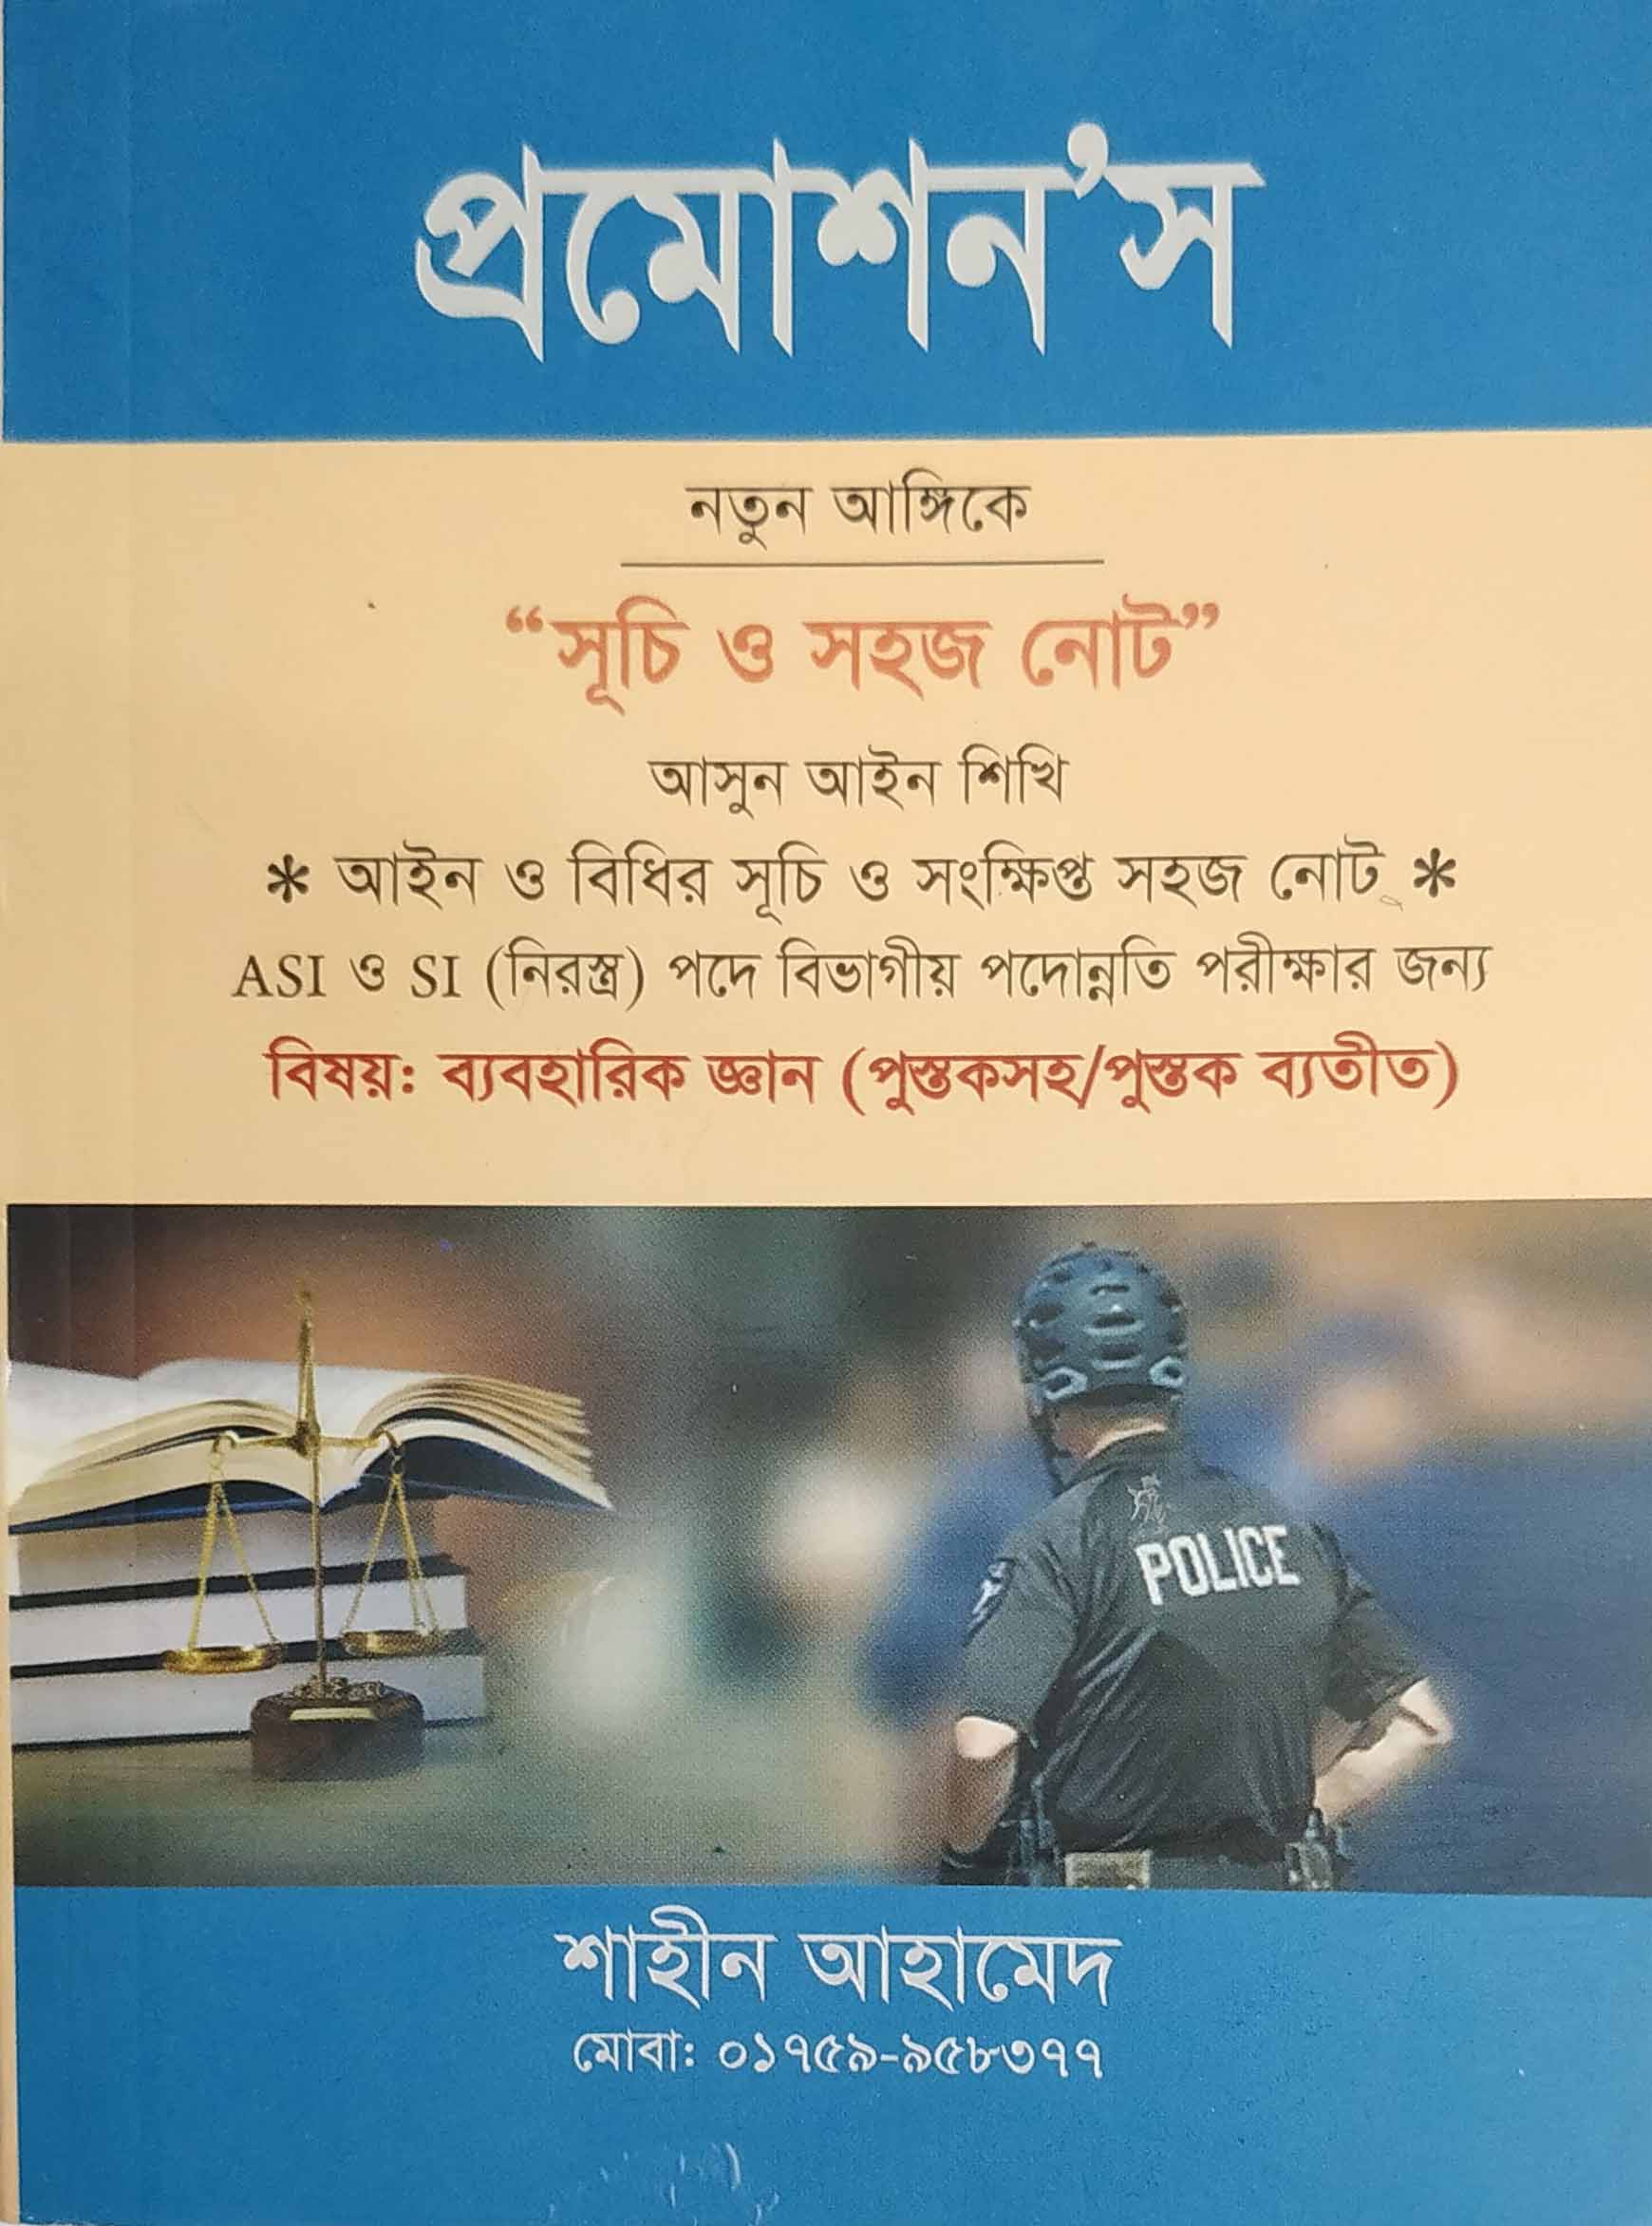 প্রমোশন'স
নতুন আঙ্গিকে
“সূচি ও সহজ নোট”
আসুন আইন শিখি
* আইন ও বিধির সূচি ও সংক্ষিপ্ত সহজ নোট *
ASI ও SI (নিরস্ত্র) পদে বিভাগীয় পদোন্নতি পরীক্ষার জন্য
বিষয়: ব্যবহারিক জ্ঞান (পুস্তকসহ/পুস্তক ব্যতীত)
POLICE
শাহীন আহামেদ
মোবা: ০১৭৫৯-৯৫৮৩৭৭